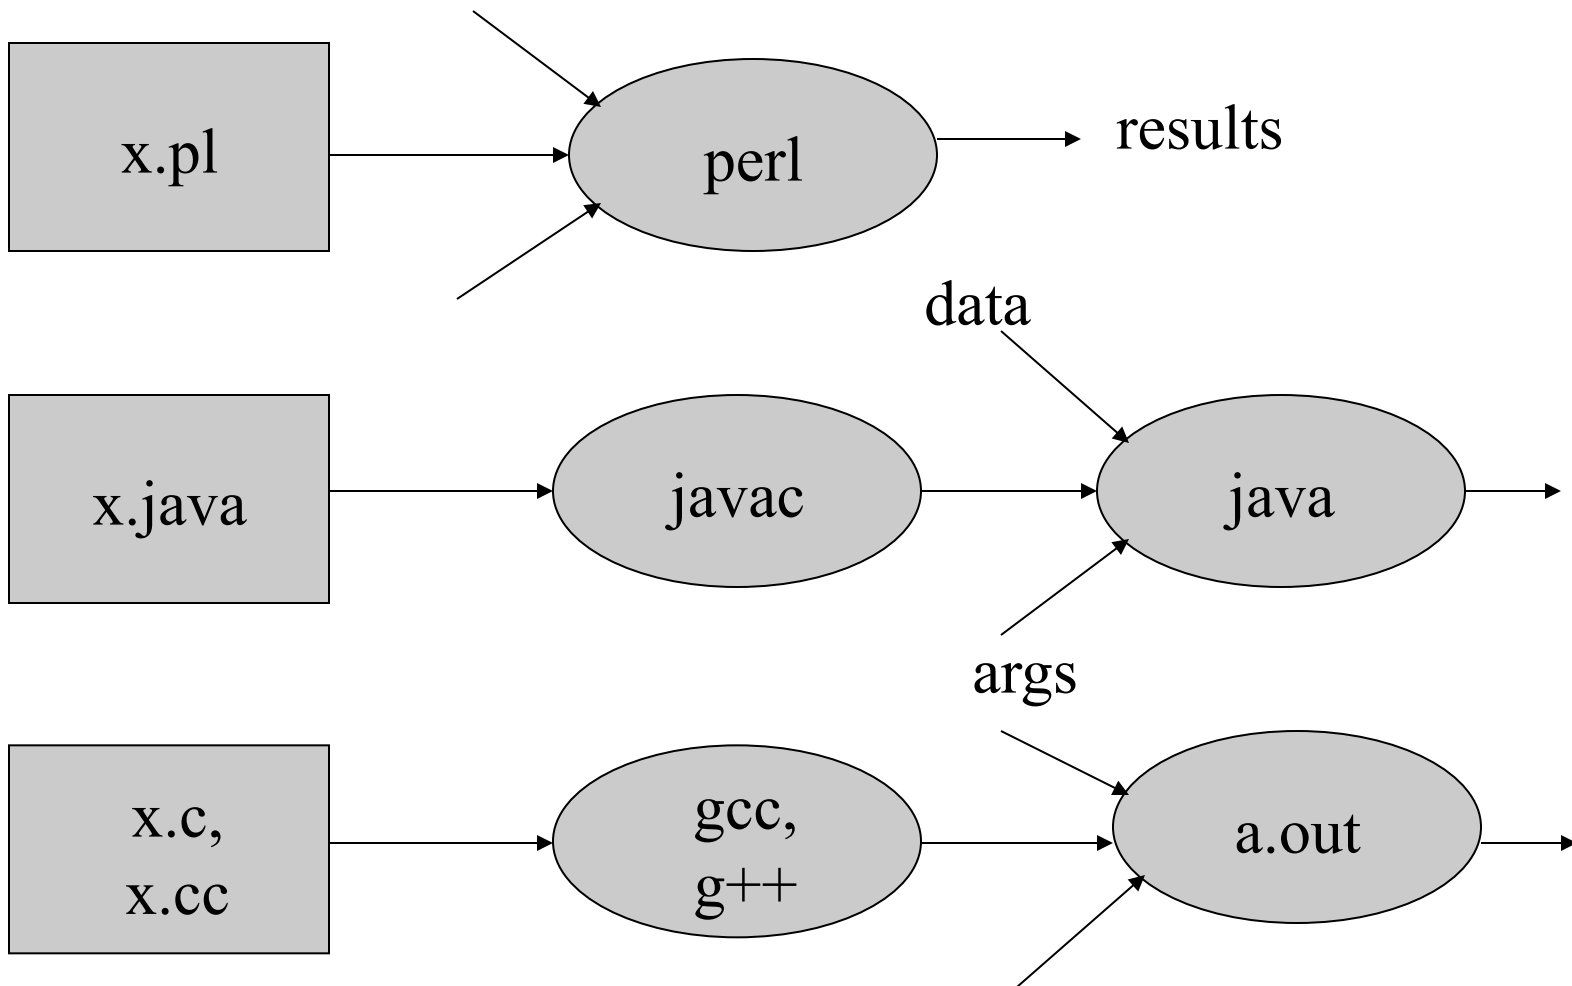 x.pl
perl
results
data
x.java
javac
java
args
x.c,
x.cc
gcc,
g++
a.out